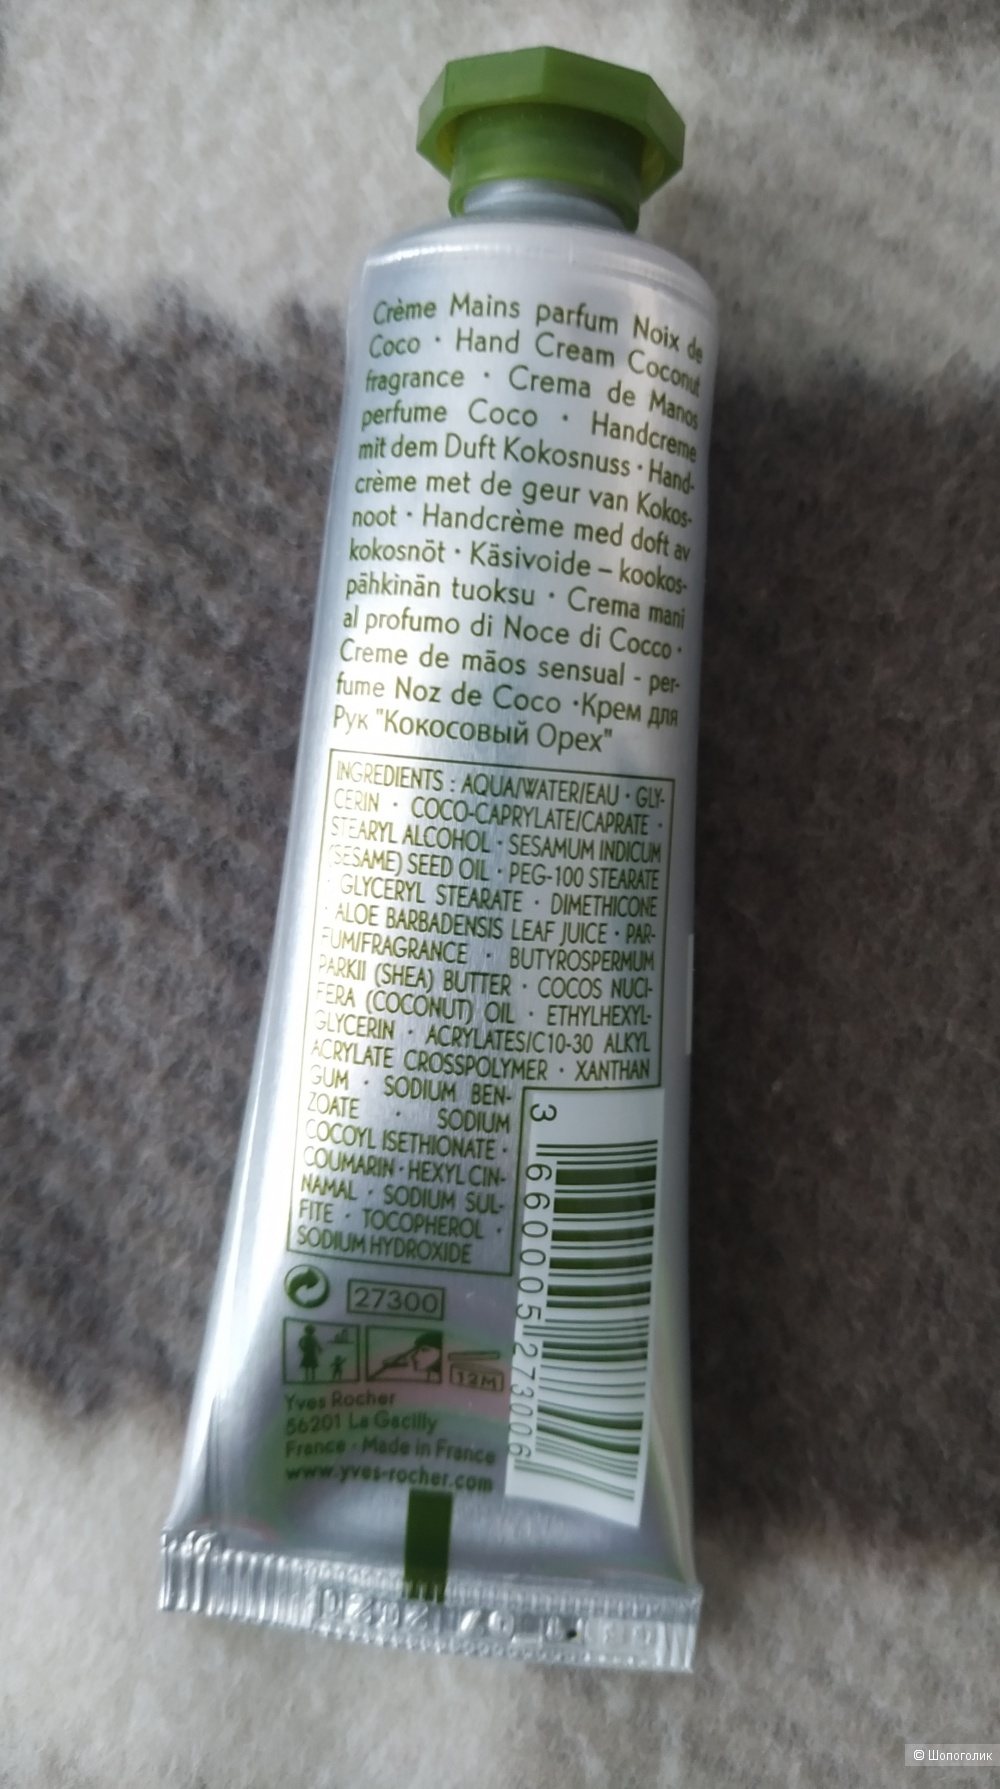 Crème Mains parfum Noix de
Coco · Hand Cream Coconut
fragrance · Crema de Manos
perfume Coco · Handcreme
mit dem Duft Kokosnuss · Hand-
crème met de geur van Kokos-
noot · Handcrème med doft av
kokosnöt · Käsivoide – kookos-
pähkinän tuoksu · Crema mani
al profumo di Noce di Cocco ·
Creme de mãos sensual - per-
fume Noz de Coco · Крем для
Рук "Кокосовый Орех"
INGREDIENTS : AQUA/WATER/EAU · GLY-
CERIN · COCO-CAPRYLATE/CAPRATE ·
STEARYL ALCOHOL · SESAMUM INDICUM
(SESAME) SEED OIL · PEG-100 STEARATE
· GLYCERYL STEARATE · DIMETHICONE
· ALOE BARBADENSIS LEAF JUICE · PAR-
FUM/FRAGRANCE · BUTYROSPERMUM
PARKII (SHEA) BUTTER · COCOS NUCI-
FERA (COCONUT) OIL · ETHYLHEXYL-
GLYCERIN · ACRYLATES/C10-30 ALKYL
ACRYLATE CROSSPOLYMER · XANTHAN
GUM · SODIUM BEN-
ZOATE · SODIUM
COCOYL ISETHIONATE ·
COUMARIN · HEXYL CIN-
NAMAL · SODIUM SUL-
FITE · TOCOPHEROL ·
SODIUM HYDROXIDE
3 660005 273006
27300
12M
Yves Rocher
56201 La Gacilly
France - Made in France
www.yves-rocher.com
© Шопоголик